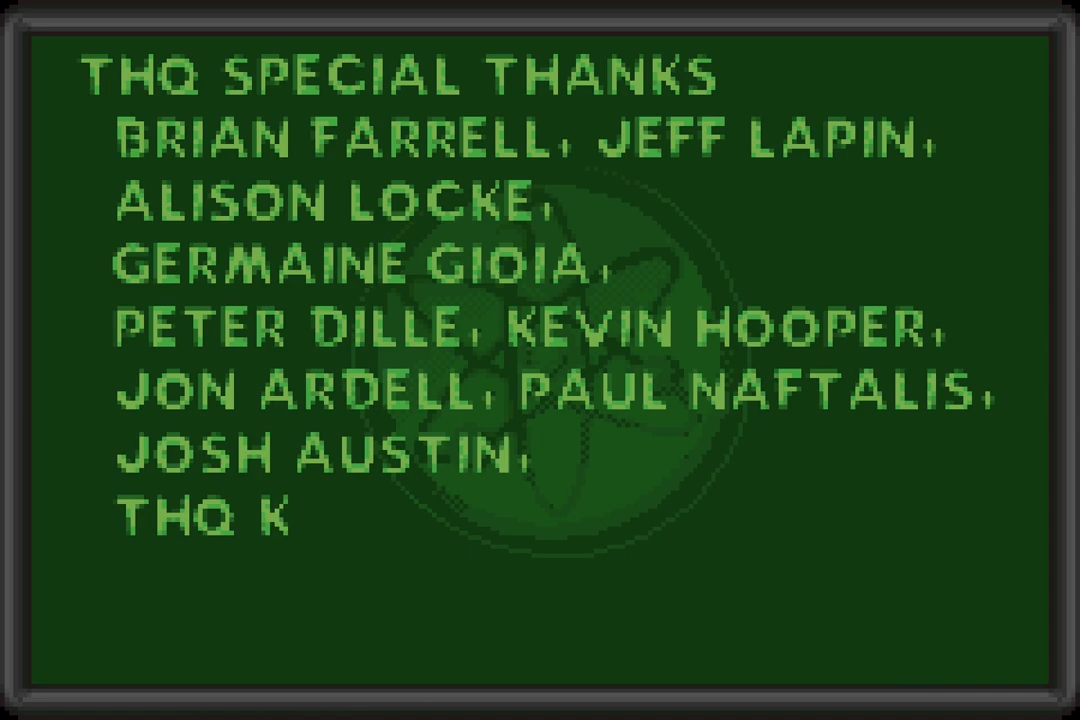 THQ SPECIAL THANKS
BRIAN FARRELL, JEFF LAPIN,
ALISON LOCKE,
GERMAINE GIOIA,
PETER DILLE, KEVIN HOOPER,
JON ARDELL, PAUL NAFTALIS,
JOSH AUSTIN,
THQ K